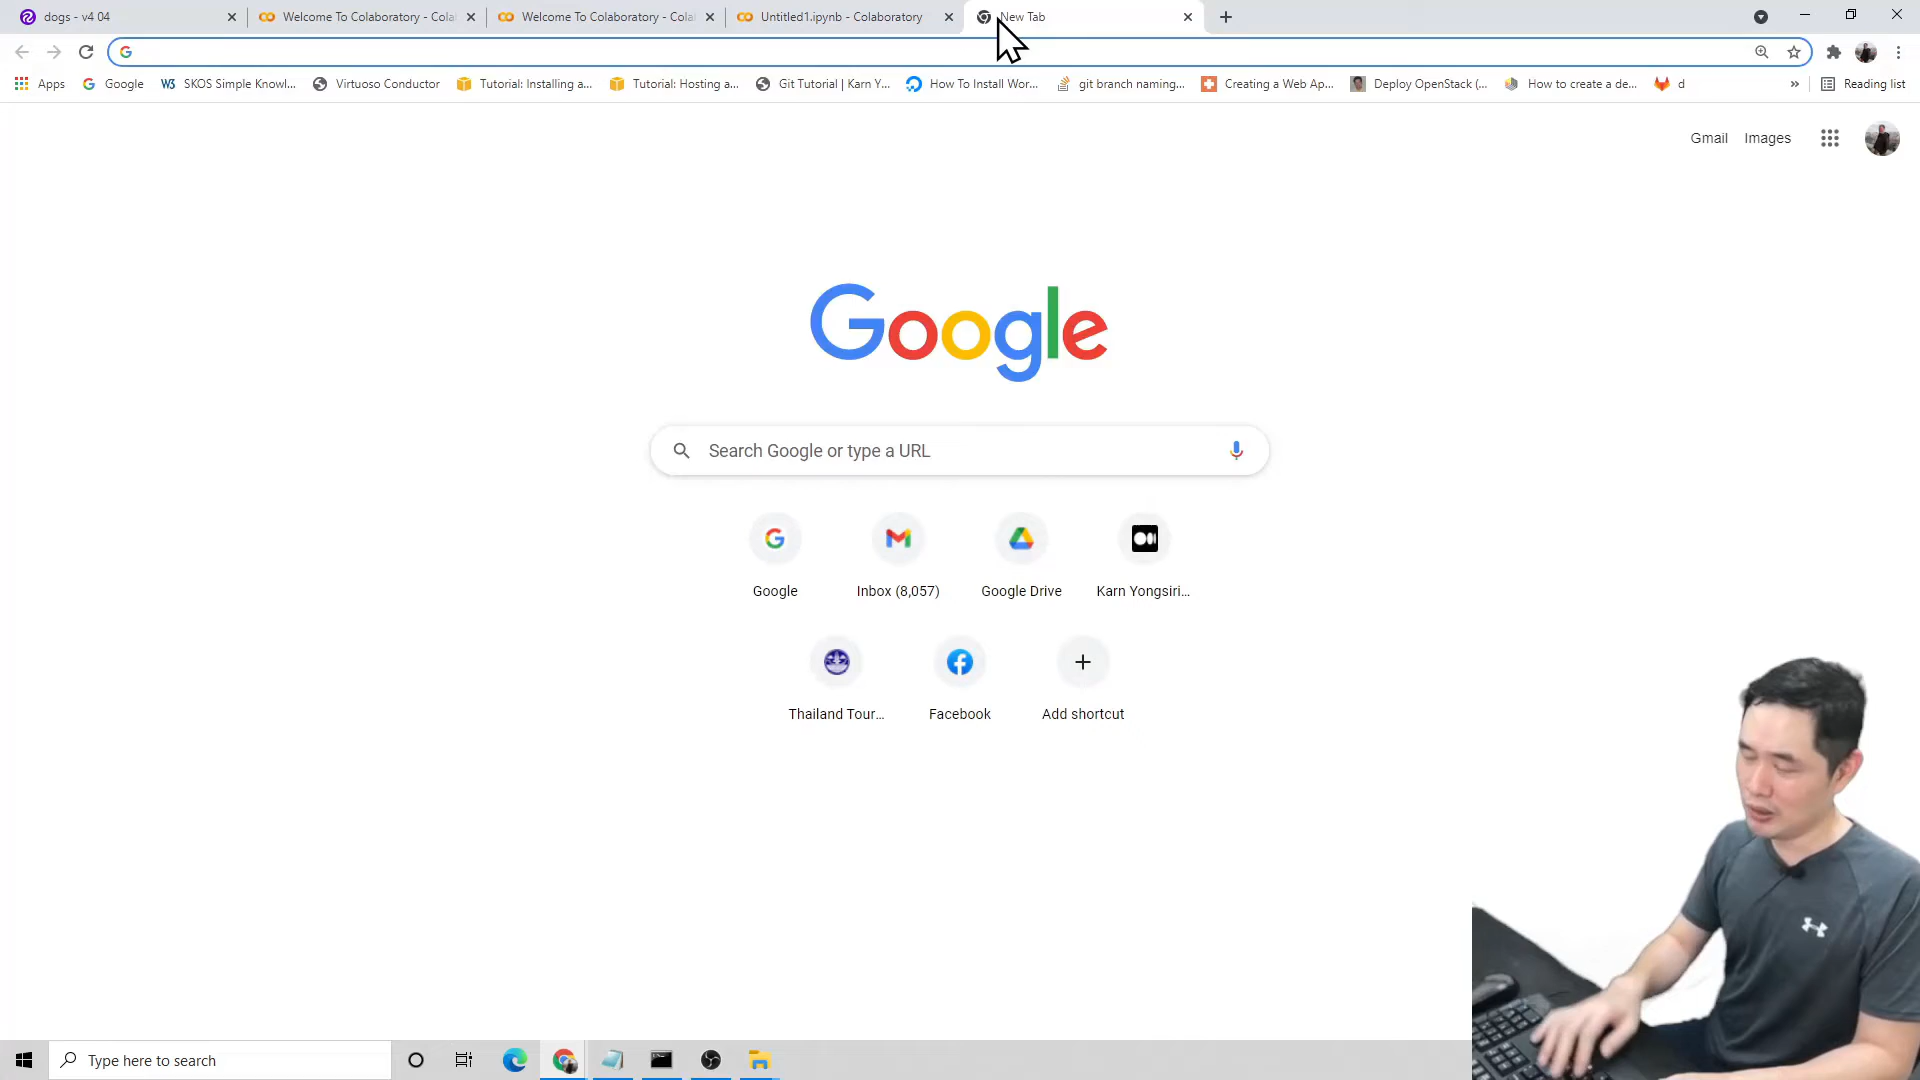 dogs - v4 04
Welcome To Colaboratory - Cola
Welcome To Colaboratory - Cola
Untitled1.ipynb - Colaboratory
New Tab
Apps
Google
W3 SKOS Simple Knowl...
Virtuoso Conductor
Tutorial: Installing a...
Tutorial: Hosting a...
Git Tutorial | Karn Y...
How To Install Wor...
git branch naming...
Creating a Web Ap...
Deploy OpenStack (...
How to create a de...
d
»
Reading list
Gmail
Images
Google
Search Google or type a URL
Google
Inbox (8,057)
Google Drive
Karn Yongsiri...
Thailand Tour...
Facebook
Add shortcut
Type here to search